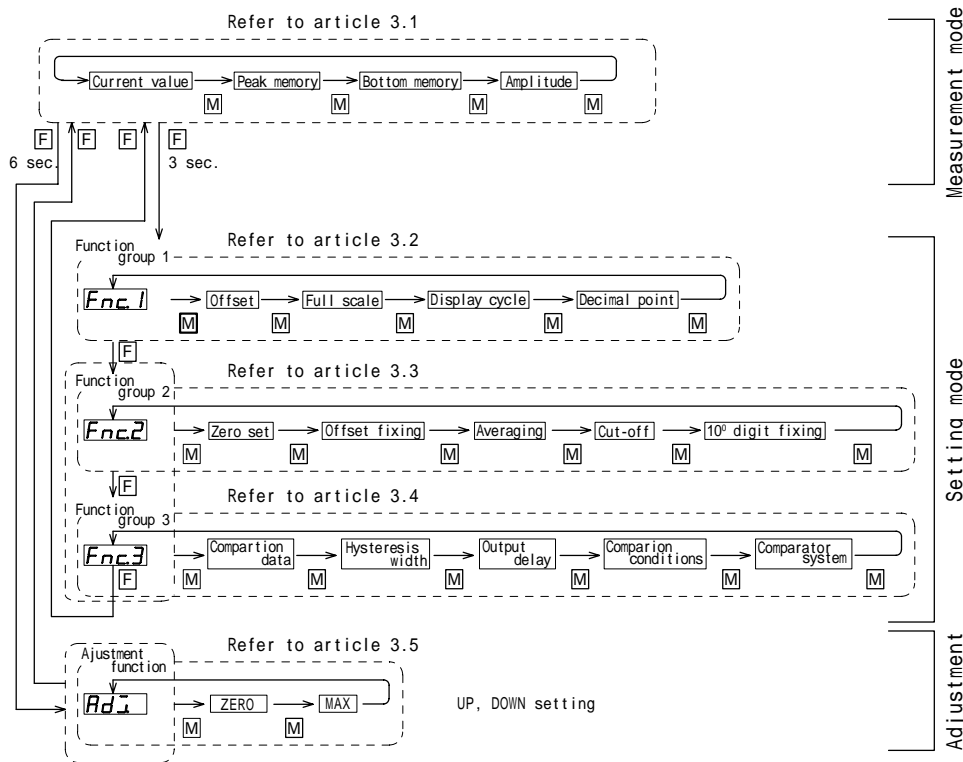 Refer to article 3.1
Current value
Peak memory
Bottom memory
Amplitude
M
M
M
M
F
F
F
F
6 sec.
3 sec.
Measurement mode
Refer to article 3.2
Function
group 1
Fnc.1
Offset
Full scale
Display cycle
Decimal point
M
M
M
M
M
F
Refer to article 3.3
Function
group 2
Fnc.2
Zero set
Offset fixing
Averaging
Cut-off
10⁰ digit fixing
M
M
M
M
M
M
F
Setting mode
Refer to article 3.4
Function
group 3
Fnc.3
Compartion
data
Hysteresis
width
Output
delay
Comparion
conditions
Comparator
system
F
M
M
M
M
M
M
Refer to article 3.5
Ajustment
function
Adj.
ZERO
MAX
M
M
UP, DOWN setting
Adjustment